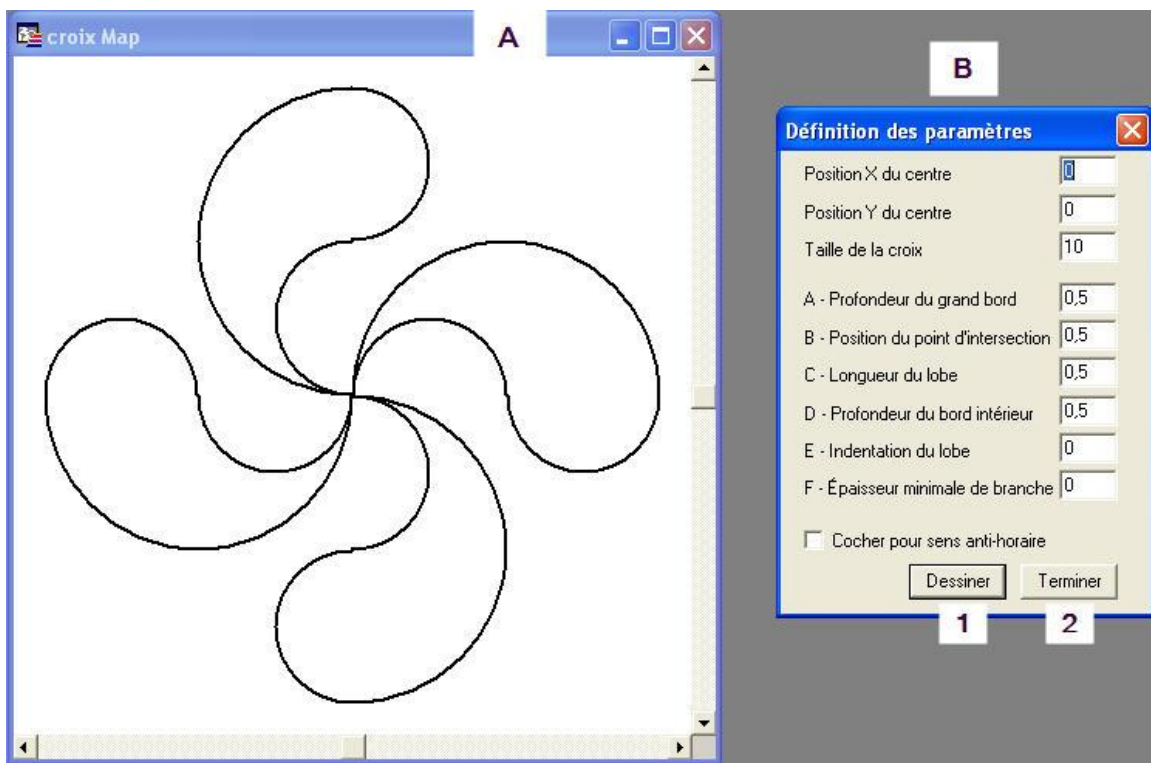 croix Map
A
B
Définition des paramètres
Position X du centre 0
Position Y du centre 0
Taille de la croix 10
A - Profondeur du grand bord 0,5
B - Position du point d'intersection 0,5
C - Longueur du lobe 0,5
D - Profondeur du bord intérieur 0,5
E - Indentation du lobe 0
F - Épaisseur minimale de branche 0
Cocher pour sens anti-horaire
Dessiner Terminer
1 2